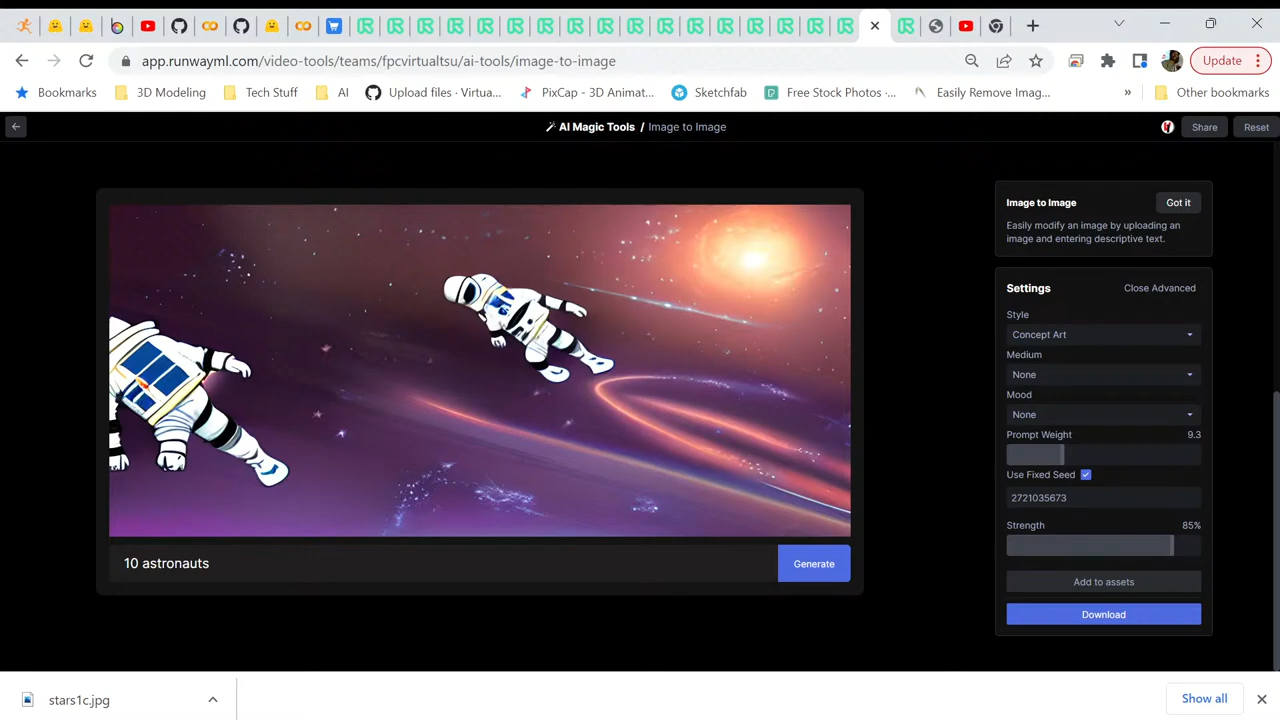 app.runwayml.com/video-tools/teams/fpcvirtualtsu/ai-tools/image-to-image
Update
Bookmarks
3D Modeling
Tech Stuff
AI
Upload files · Virtua...
PixCap - 3D Animat...
Sketchfab
Free Stock Photos ·...
Easily Remove Imag...
»
Other bookmarks
AI Magic Tools / Image to Image
Share
Reset
Image to Image
Got it
Easily modify an image by uploading an
image and entering descriptive text.
Settings
Close Advanced
Style
Concept Art
Medium
None
Mood
None
Prompt Weight
9.3
Use Fixed Seed
2721035673
Strength
85%
Add to assets
Download
10 astronauts
Generate
stars1c.jpg
Show all